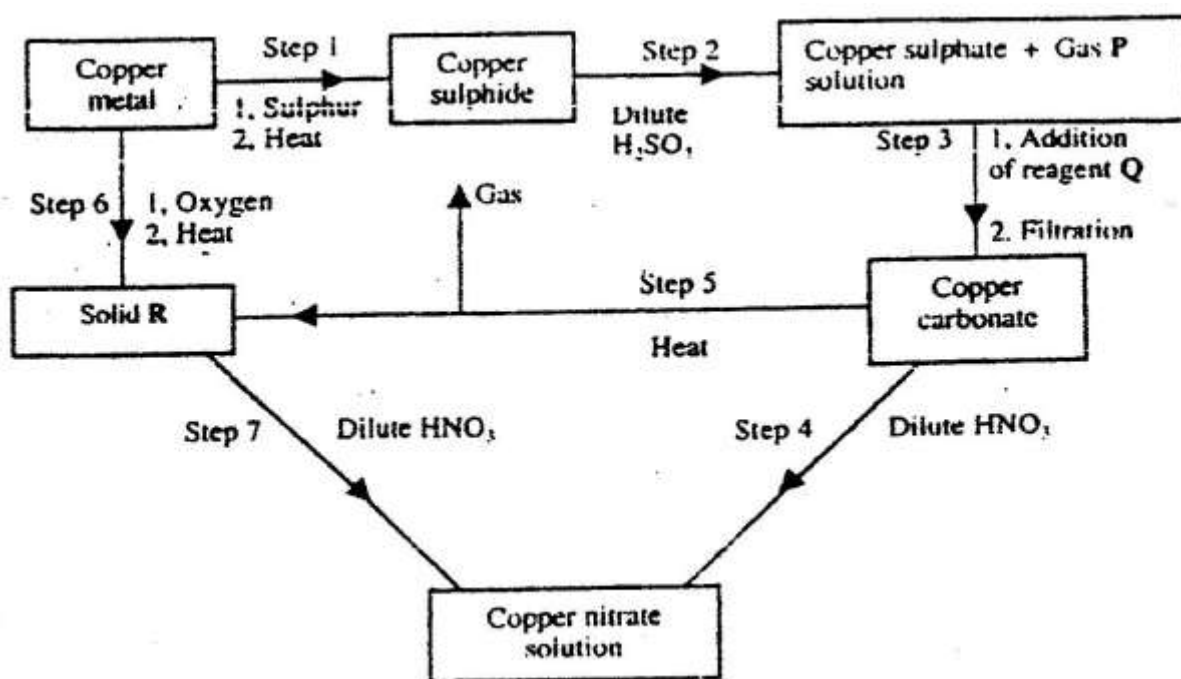 Step 1
Copper
metal
1. Sulphur
2, Heat
Copper
sulphide
Step 2
Dilute
H₂SO₄
Copper sulphate + Gas P
solution
Step 3
1. Addition
of reagent Q
2. Filtration
Step 6
1, Oxygen
2, Heat
Gas
Solid R
Step 5
Heat
Copper
carbonate
Step 7
Dilute HNO₃
Step 4
Dilute HNO₃
Copper nitrate
solution